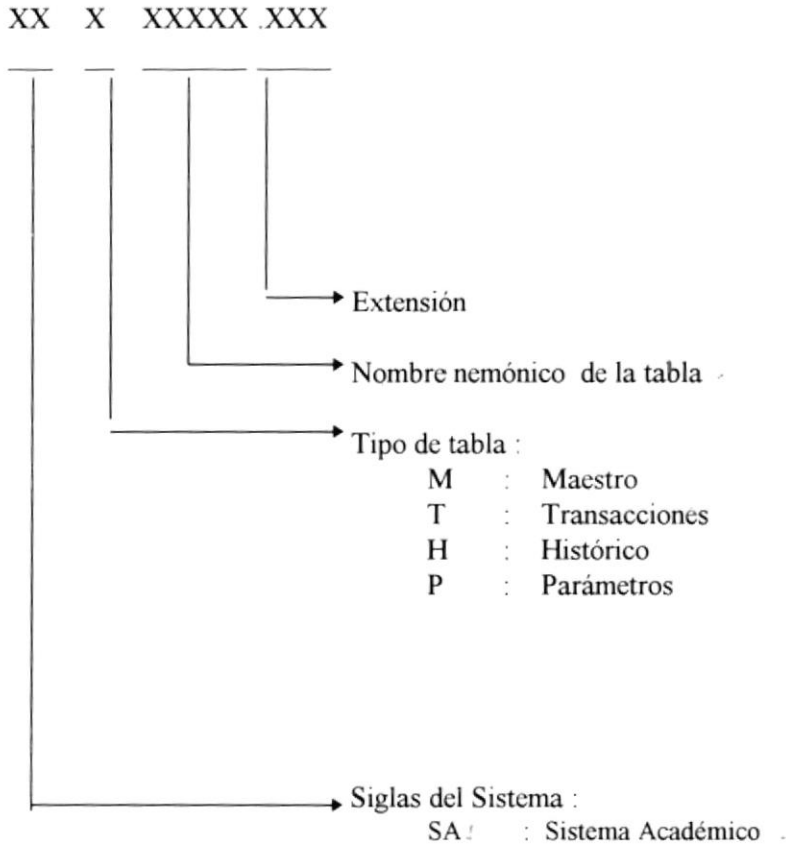 XX X XXXXX .XXX
Extensión
Nombre nemónico de la tabla
Tipo de tabla :
M : Maestro
T : Transacciones
H : Histórico
P : Parámetros
Siglas del Sistema :
SA : Sistema Académico